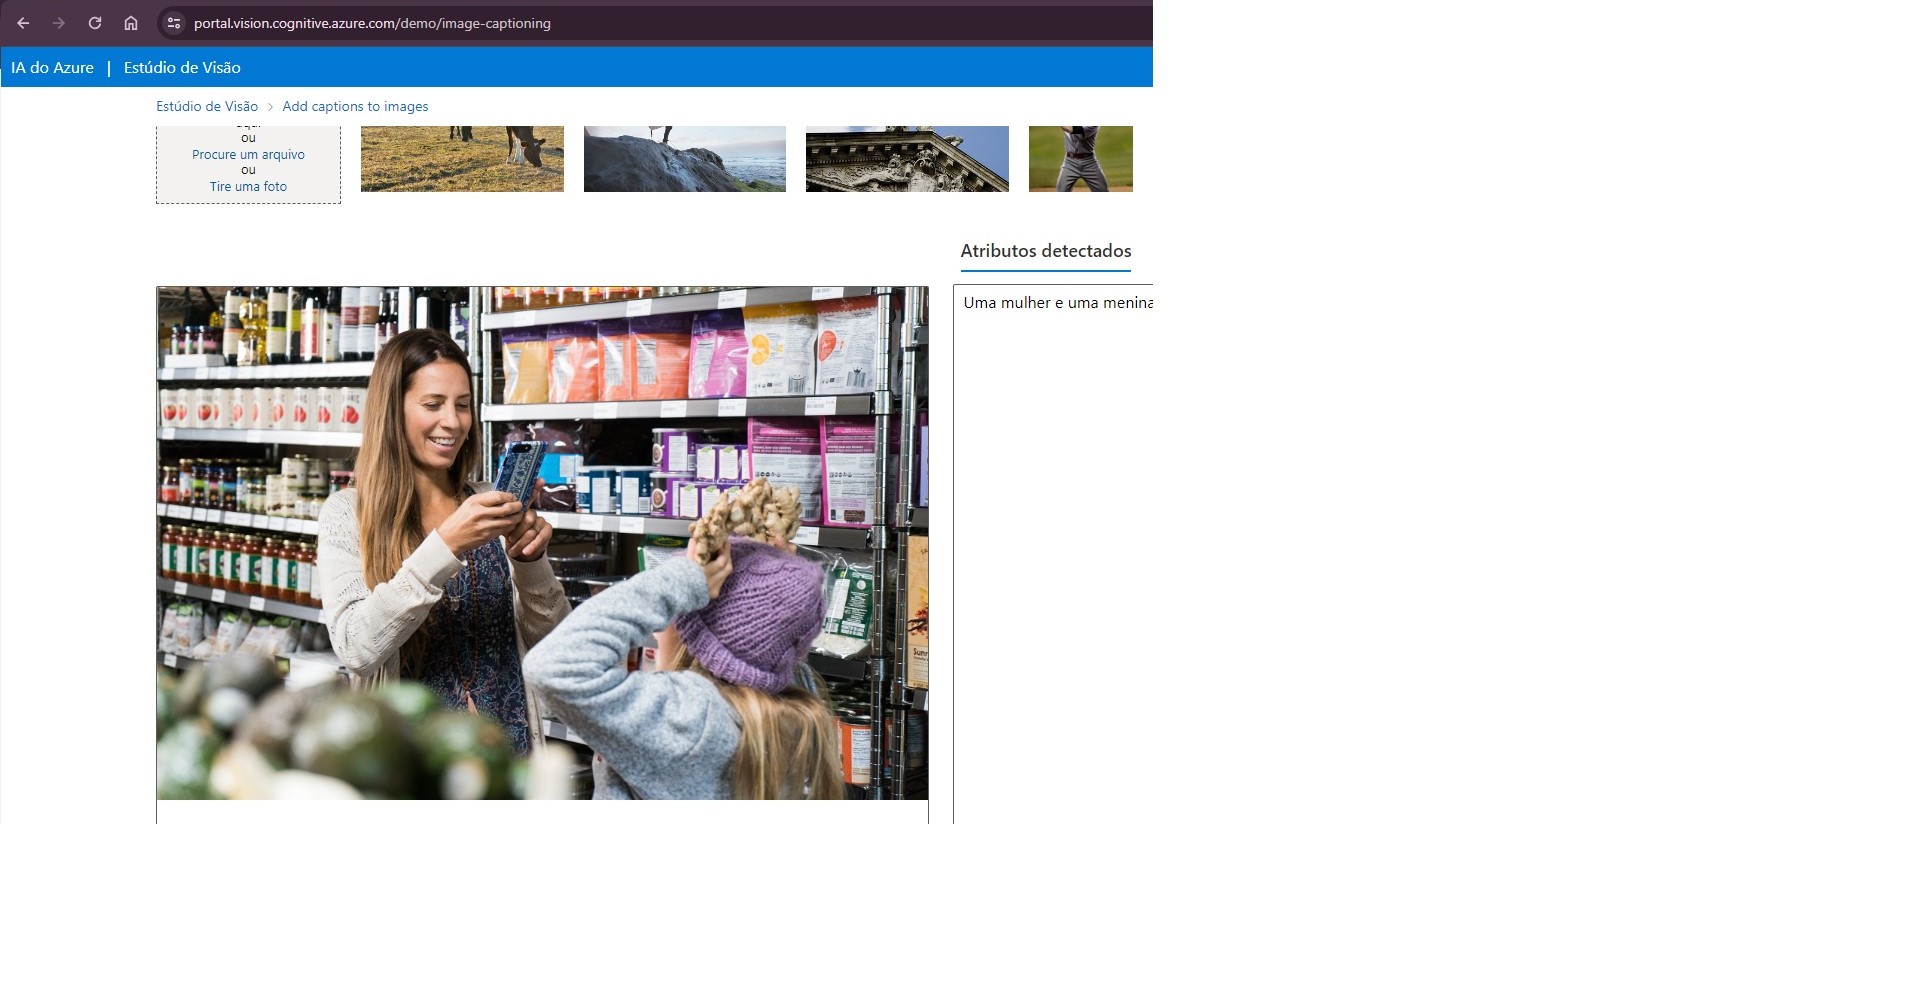 portal.vision.cognitive.azure.com/demo/image-captioning
IA do Azure | Estúdio de Visão
Estúdio de Visão > Add captions to images
ou
Procure um arquivo
ou
Tire uma foto
Atributos detectados
Uma mulher e uma menina